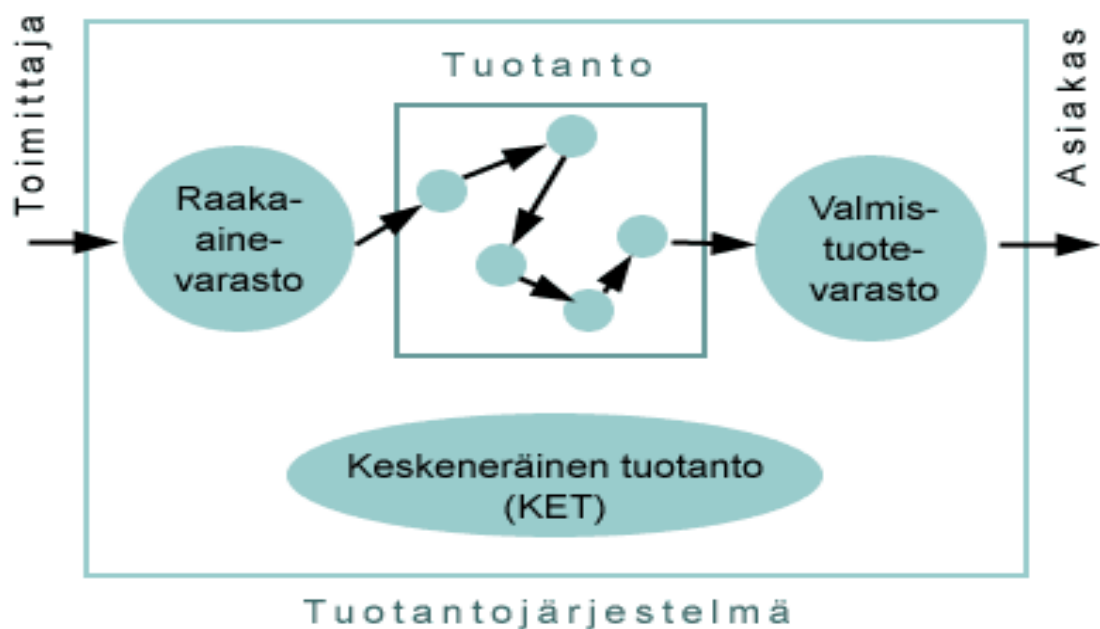 Toimittaja
Tuotanto
Asiakas
Raaka-
aine-
varasto
Valmis-
tuote-
varasto
Keskeneräinen tuotanto
(KET)
Tuotantojärjestelmä